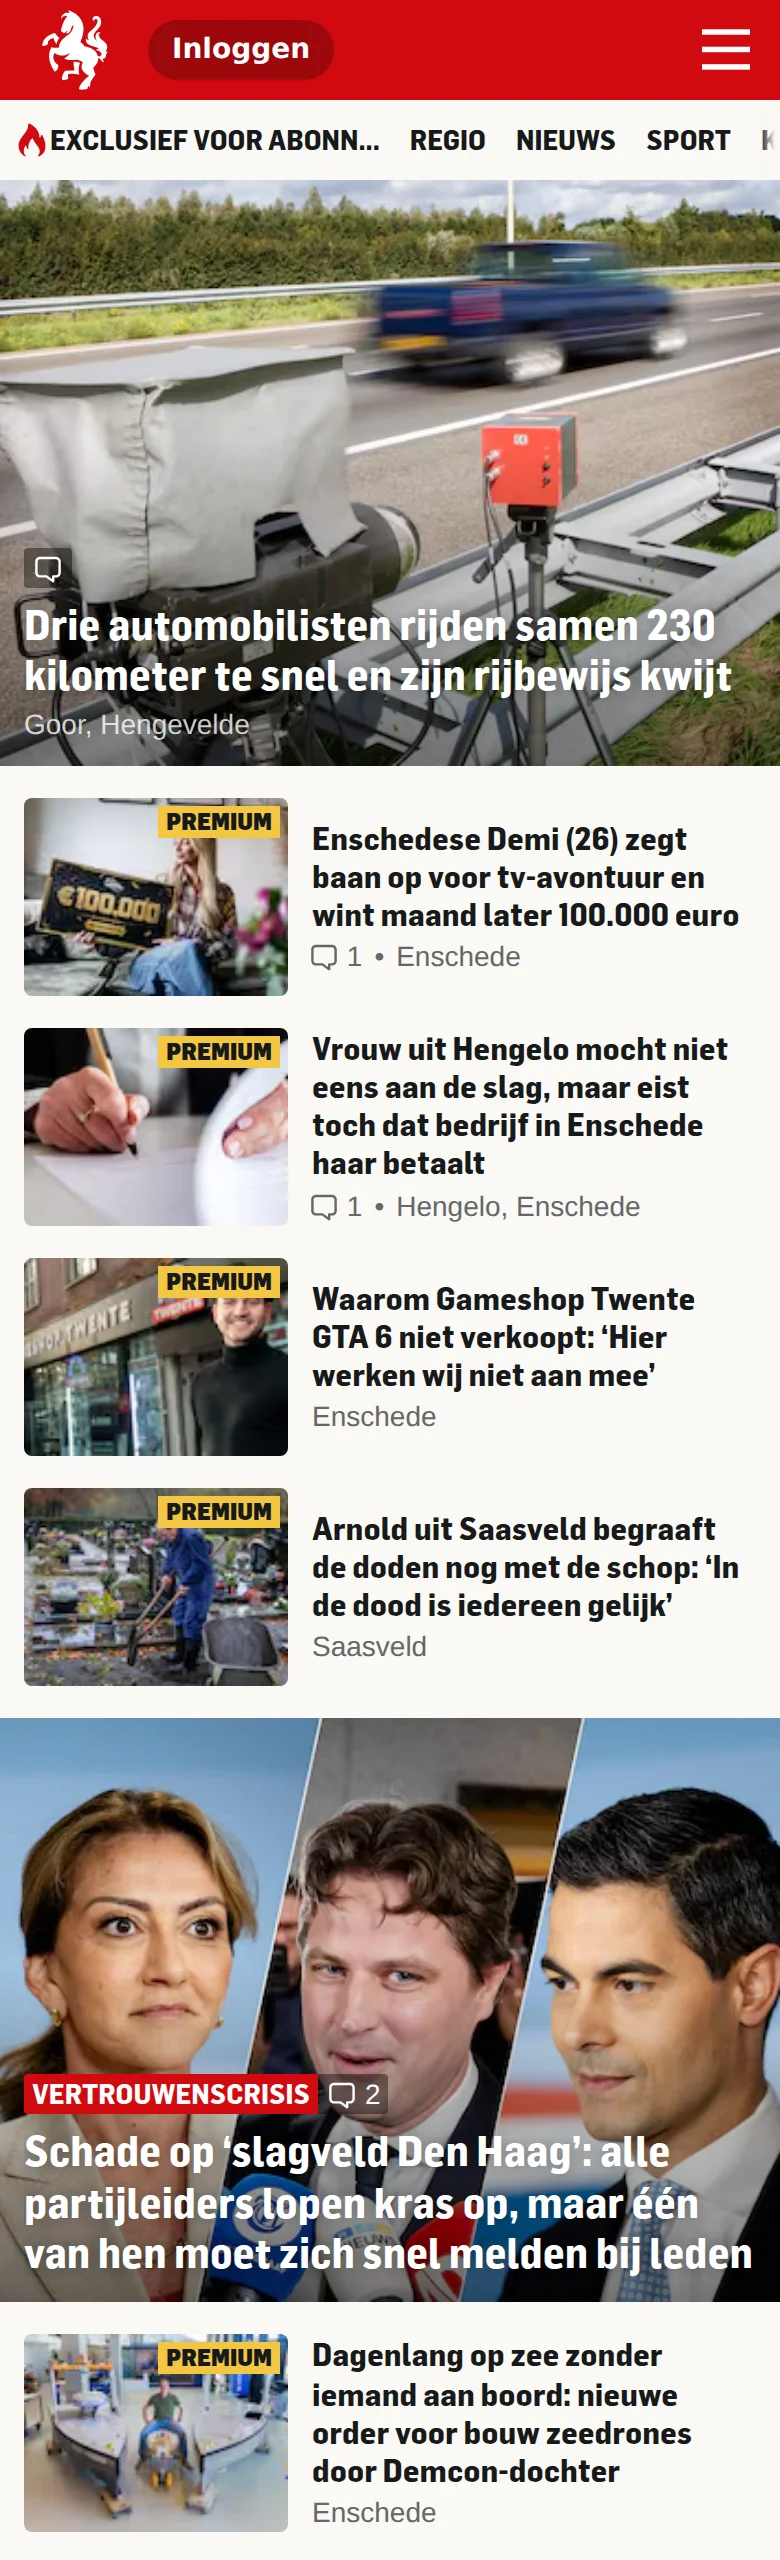 Inloggen
EXCLUSIEF VOOR ABONN... REGIO NIEUWS SPORT
Drie automobilisten rijden samen 230
kilometer te snel en zijn rijbewijs kwijt
Goor, Hengevelde
PREMIUM
€100.000
Enschedese Demi (26) zegt
baan op voor tv-avontuur en
wint maand later 100.000 euro
1 • Enschede
PREMIUM
Vrouw uit Hengelo mocht niet
eens aan de slag, maar eist
toch dat bedrijf in Enschede
haar betaalt
1 • Hengelo, Enschede
PREMIUM
TWENTE
Waarom Gameshop Twente
GTA 6 niet verkoopt: ‘Hier
werken wij niet aan mee’
Enschede
PREMIUM
Arnold uit Saasveld begraaft
de doden nog met de schop: ‘In
de dood is iedereen gelijk’
Saasveld
VERTROUWENSCRISIS 2
Schade op ‘slagveld Den Haag’: alle
partijleiders lopen kras op, maar één
van hen moet zich snel melden bij leden
PREMIUM
Dagenlang op zee zonder
iemand aan boord: nieuwe
order voor bouw zeedrones
door Demcon-dochter
Enschede